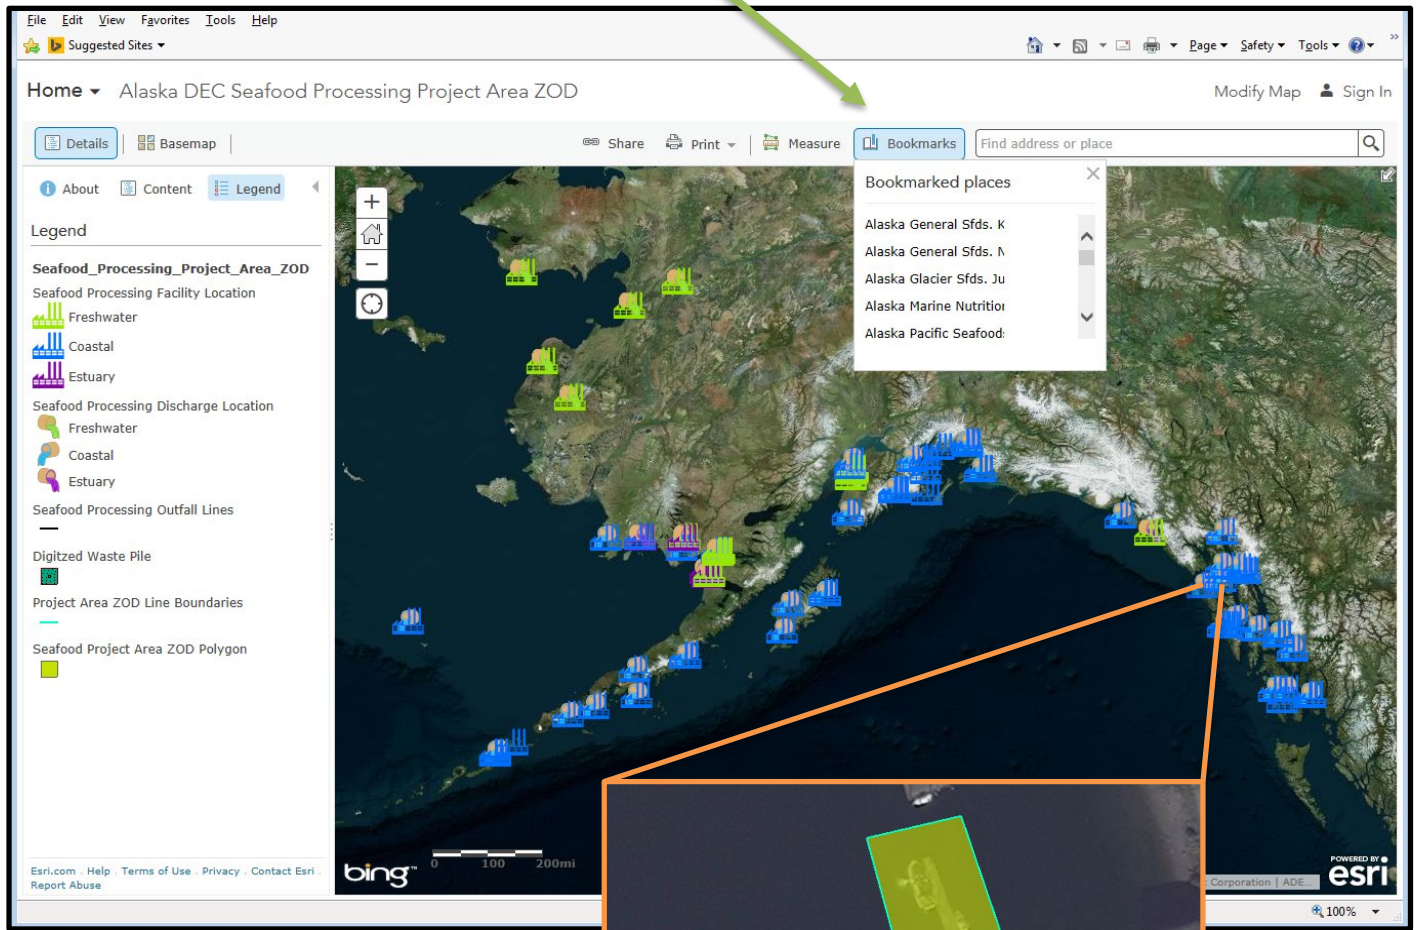 File Edit View Favorites Tools Help
Suggested Sites
Page Safety Tools
Home Alaska DEC Seafood Processing Project Area ZOD
Modify Map Sign In
Details Basemap
Share Print Measure Bookmarks Find address or place
About Content Legend
Legend
Seafood_Processing_Project_Area_ZOD
Seafood Processing Facility Location
Freshwater
Coastal
Estuary
Seafood Processing Discharge Location
Freshwater
Coastal
Estuary
Seafood Processing Outfall Lines
Digitzed Waste Pile
Project Area ZOD Line Boundaries
Seafood Project Area ZOD Polygon
Esri.com . Help . Terms of Use . Privacy . Contact Esri .
Report Abuse
Bookmarked places
Alaska General Sfds. K
Alaska General Sfds. N
Alaska Glacier Sfds. Ju
Alaska Marine Nutrition
Alaska Pacific Seafoods
bing
0 100 200mi
Corporation | ADE...
POWERED BY
esri
100%